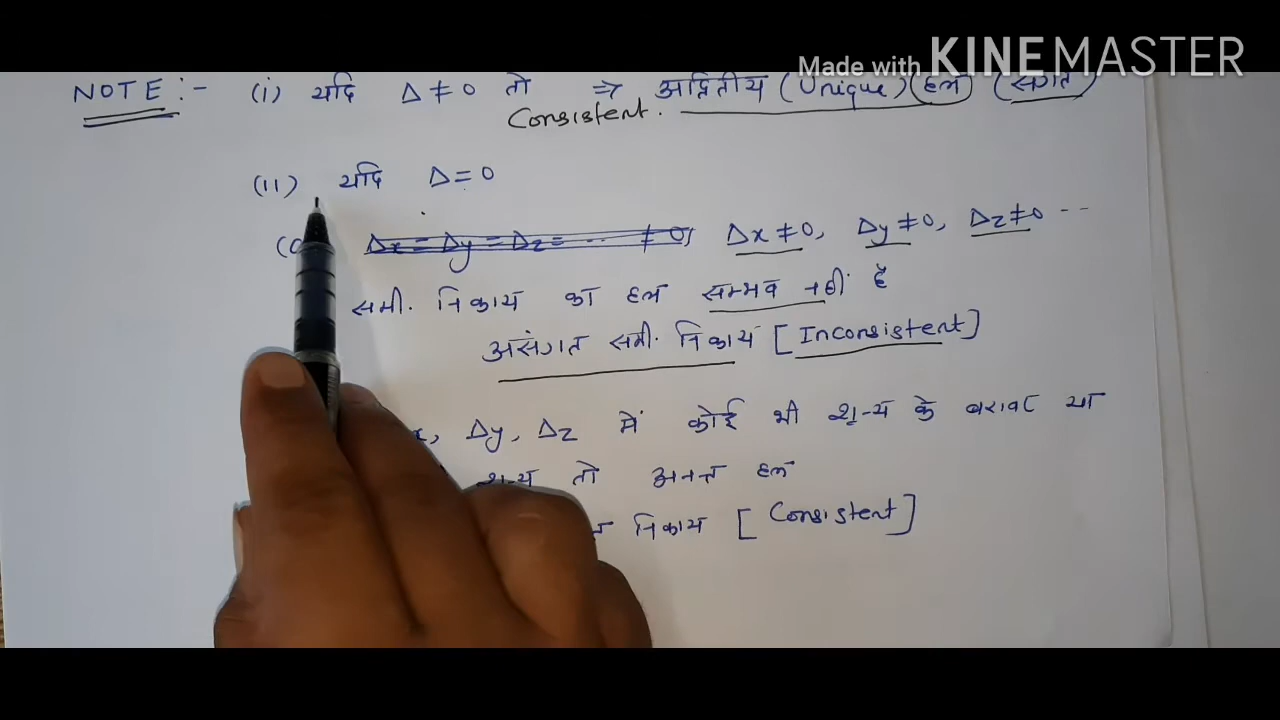 Made with KINEMASTER
NOTE :- (i) यदि Δ ≠ 0 तो ⇒ अद्वितीय (Unique) (हल) (संगत)
Consistent.
(ii) यदि Δ = 0
Δx = Δy = Δz = ... ≠ 0, Δx ≠ 0, Δy ≠ 0, Δz ≠ 0 --
समी. निकाय का हल सम्भव नहीं है
असंगत समी. निकाय [Inconsistent]
Δy, Δz में कोई भी शून्य के बराबर या
शून्य तो अनन्त हल
निकाय [Consistent]